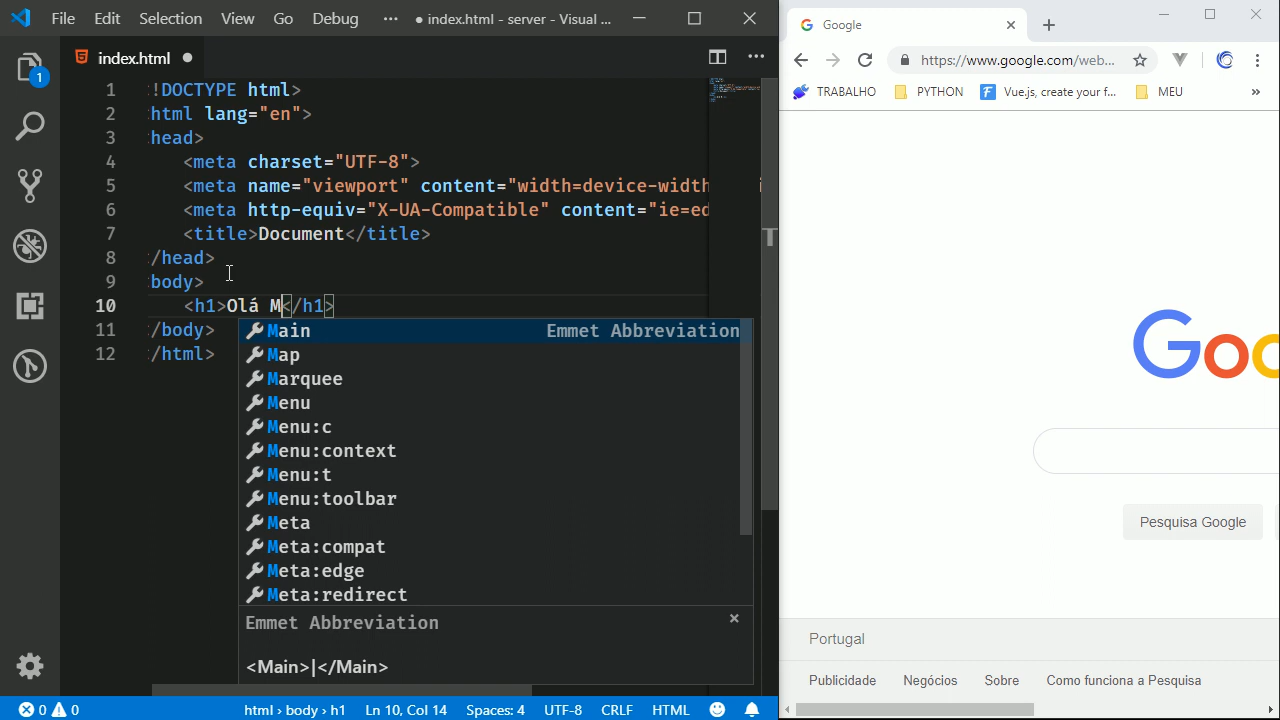 File Edit Selection View Go Debug ··· ● index.html - server - Visual ...
index.html ●
1 !DOCTYPE html>
2 html lang="en">
3 head>
4 <meta charset="UTF-8">
5 <meta name="viewport" content="width=device-width
6 <meta http-equiv="X-UA-Compatible" content="ie=ed
7 <title>Document</title>
8 /head>
9 body>
10 <h1>Olá M</h1>
11 /body>
12 /html>
Main Emmet Abbreviation
Map
Marquee
Menu
Menu:c
Menu:context
Menu:t
Menu:toolbar
Meta
Meta:compat
Meta:edge
Meta:redirect
Emmet Abbreviation
<Main>|</Main>
1
0 0 html › body › h1 Ln 10, Col 14 Spaces: 4 UTF-8 CRLF HTML
Google
https://www.google.com/web...
TRABALHO PYTHON Vue.js, create your f... MEU »
Goo
Pesquisa Google
Portugal
Publicidade Negócios Sobre Como funciona a Pesquisa